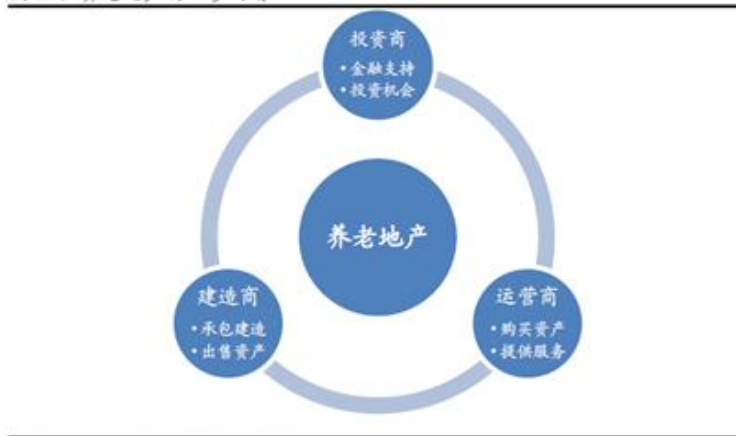 投资商
•金融支持
•投资机会
养老地产
建造商
•承包建造
•出售资产
运营商
•购买资产
•提供服务